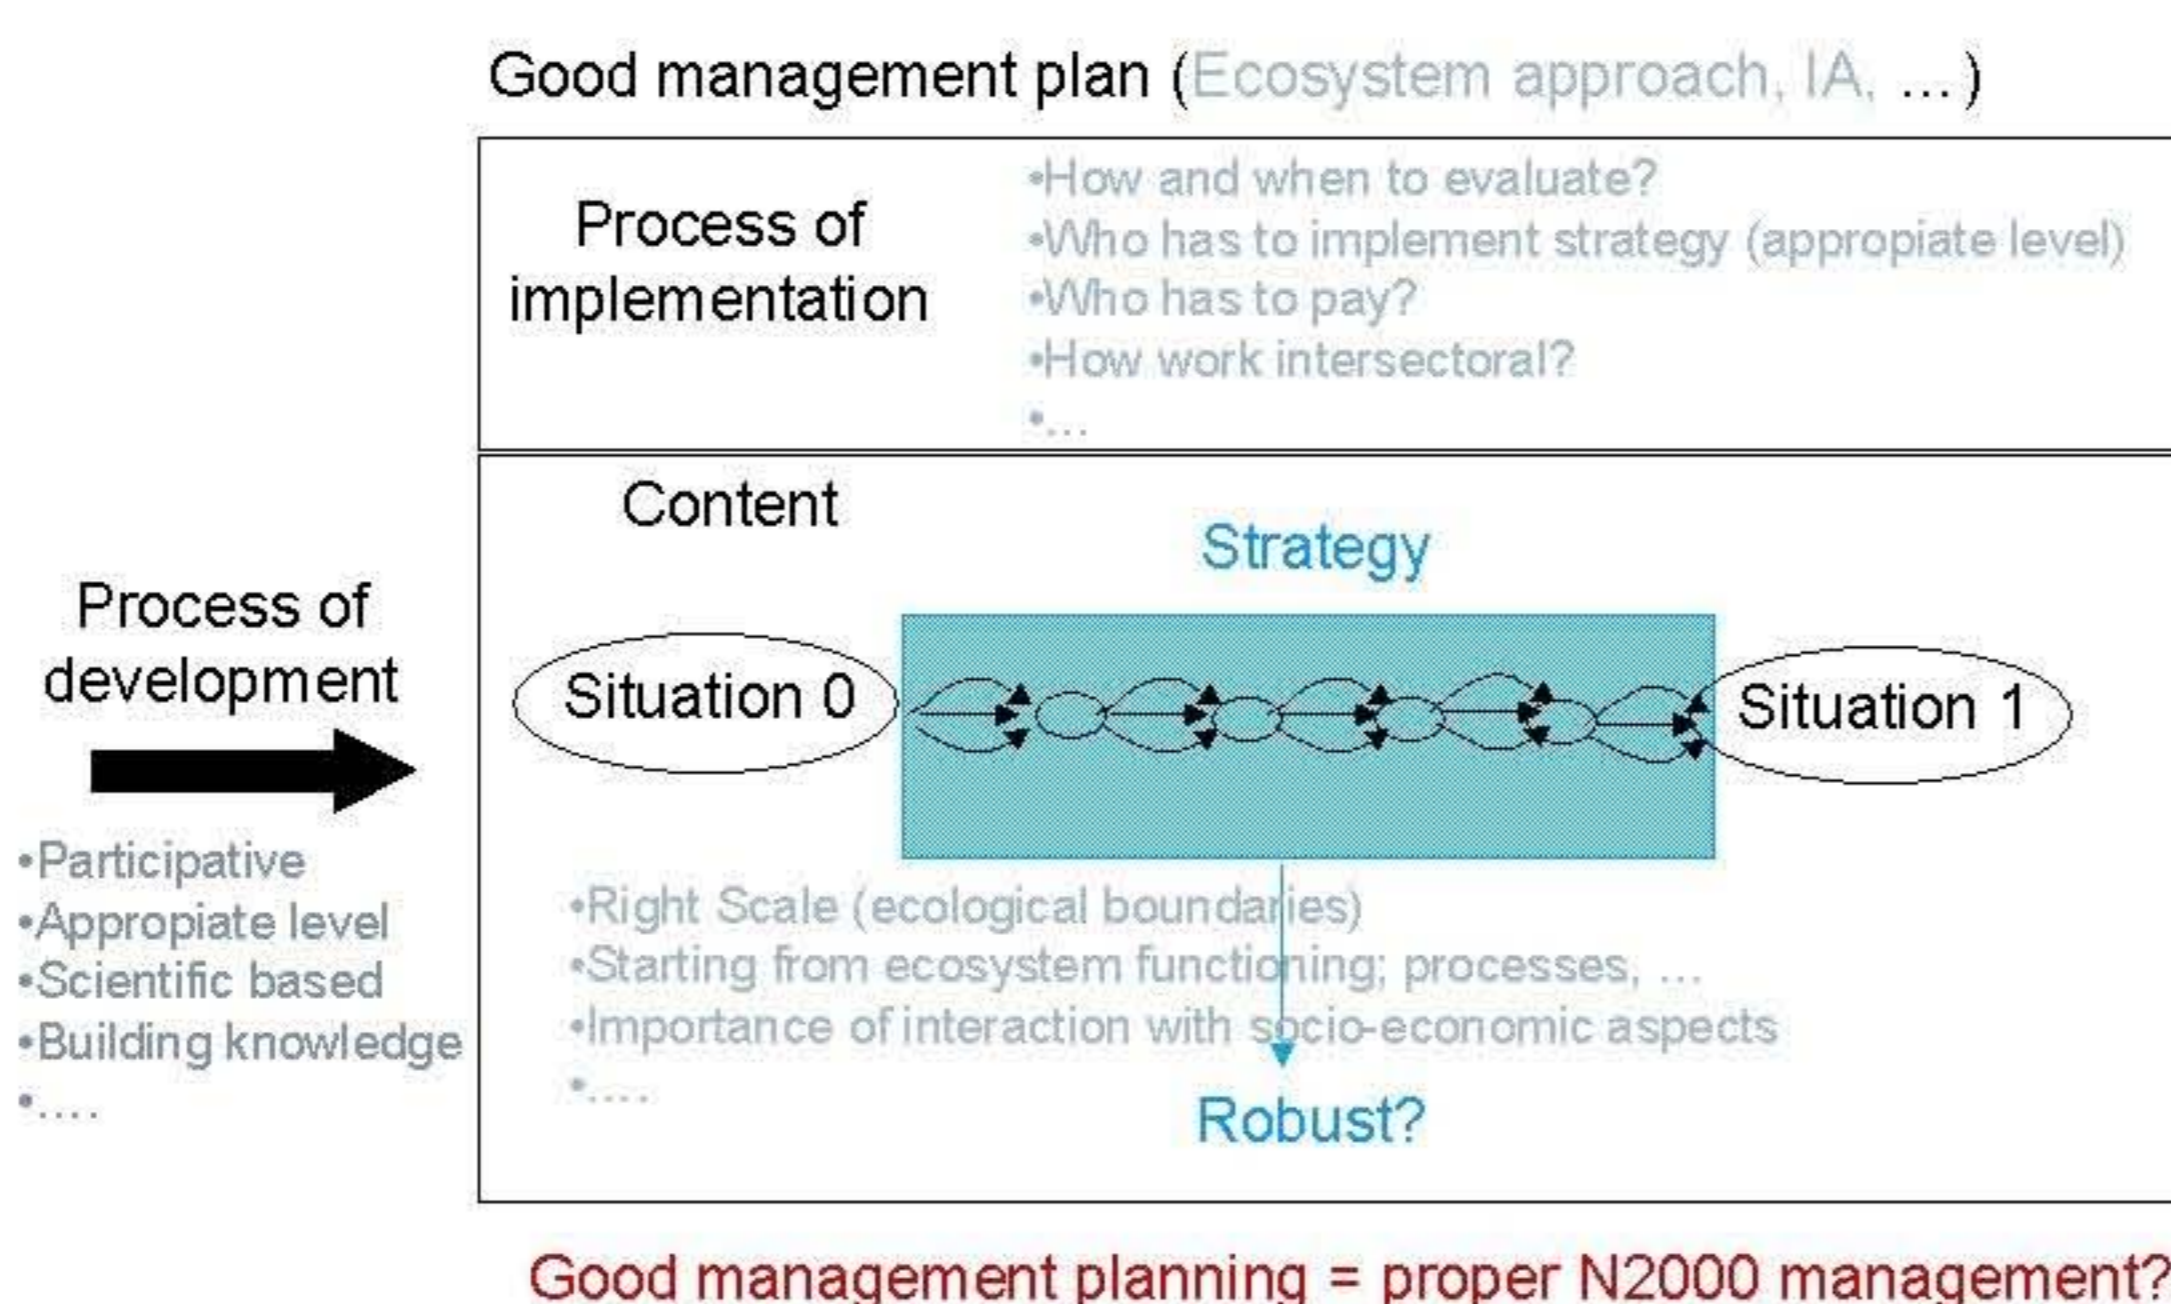 Good management plan (Ecosystem approach, IA, ...)
Process of
implementation
•How and when to evaluate?
•Who has to implement strategy (appropiate level)
•Who has to pay?
•How work intersectoral?
•...
Content
Strategy
Process of
development
Situation 0
Situation 1
•Participative
•Appropiate level
•Scientific based
•Building knowledge
•....
•Right Scale (ecological boundaries)
•Starting from ecosystem functioning; processes, ...
•Importance of interaction with socio-economic aspects
•....
Robust?
Good management planning = proper N2000 management?